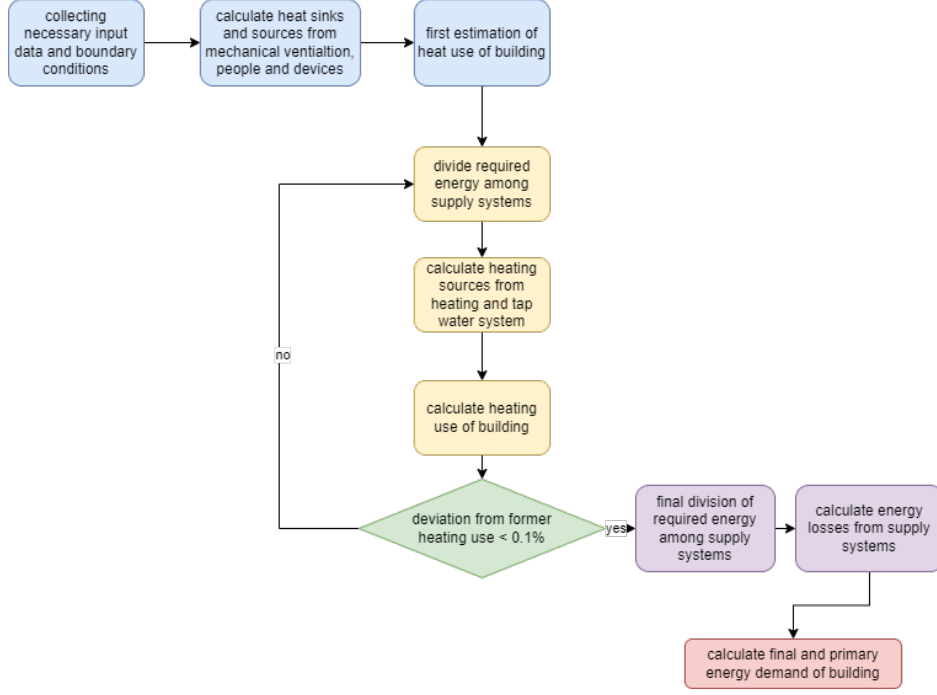 collecting
necessary input
data and boundary
conditions
calculate heat sinks
and sources from
mechanical ventialtion,
people and devices
first estimation of
heat use of building
divide required
energy among
supply systems
calculate heating
sources from
heating and tap
water system
no
calculate heating
use of building
deviation from former
heating use < 0.1%
yes
final division of
required energy
among supply
systems
calculate energy
losses from supply
systems
calculate final and primary
energy demand of building